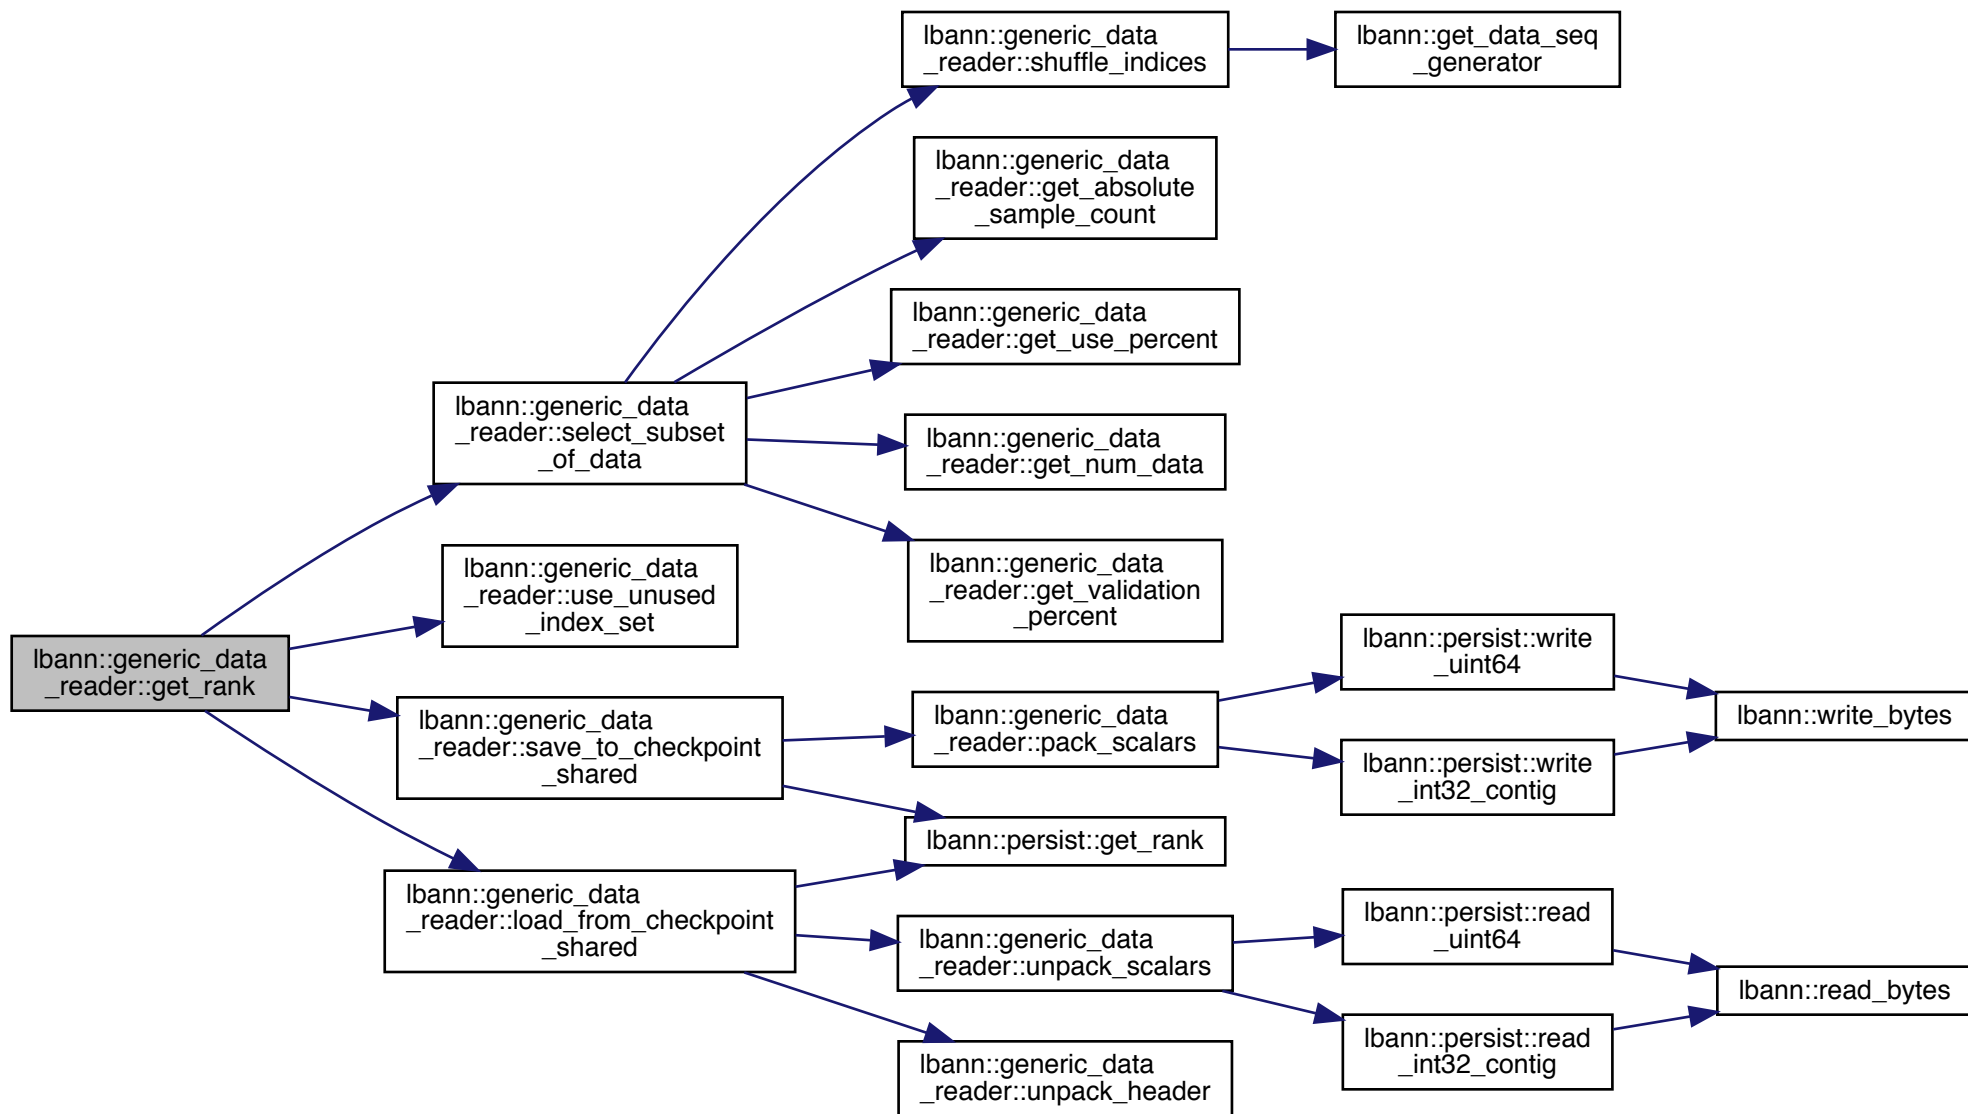 lbann::generic_data
_reader::get_rank
lbann::generic_data
_reader::select_subset
_of_data
lbann::generic_data
_reader::shuffle_indices
lbann::get_data_seq
_generator
lbann::generic_data
_reader::get_absolute
_sample_count
lbann::generic_data
_reader::get_use_percent
lbann::generic_data
_reader::get_num_data
lbann::generic_data
_reader::get_validation
_percent
lbann::generic_data
_reader::use_unused
_index_set
lbann::generic_data
_reader::save_to_checkpoint
_shared
lbann::generic_data
_reader::pack_scalars
lbann::persist::write
_uint64
lbann::persist::write
_int32_contig
lbann::write_bytes
lbann::persist::get_rank
lbann::generic_data
_reader::load_from_checkpoint
_shared
lbann::generic_data
_reader::unpack_scalars
lbann::persist::read
_uint64
lbann::persist::read
_int32_contig
lbann::read_bytes
lbann::generic_data
_reader::unpack_header